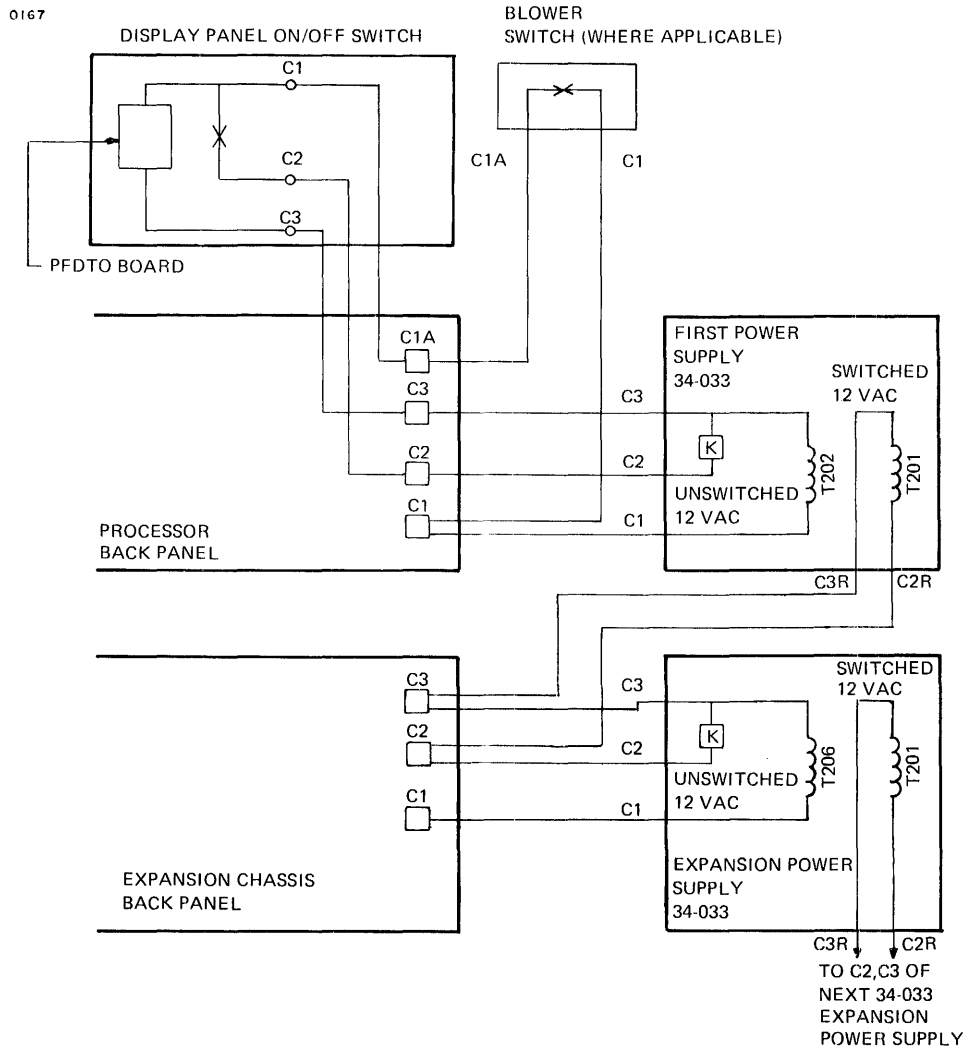 0167
BLOWER
SWITCH (WHERE APPLICABLE)
DISPLAY PANEL ON/OFF SWITCH
C1
C2
C3
C1A
C1
PFDTO BOARD
C1A
C3
C2
C1
PROCESSOR
BACK PANEL
C3
C2
C1
FIRST POWER
SUPPLY
34-033
SWITCHED
12 VAC
K
UNSWITCHED
12 VAC
T202
T201
C3R
C2R
C3
C2
C1
EXPANSION CHASSIS
BACK PANEL
C3
C2
C1
SWITCHED
12 VAC
K
UNSWITCHED
12 VAC
T206
T201
EXPANSION POWER
SUPPLY
34-033
C3R
C2R
TO C2,C3 OF
NEXT 34-033
EXPANSION
POWER SUPPLY